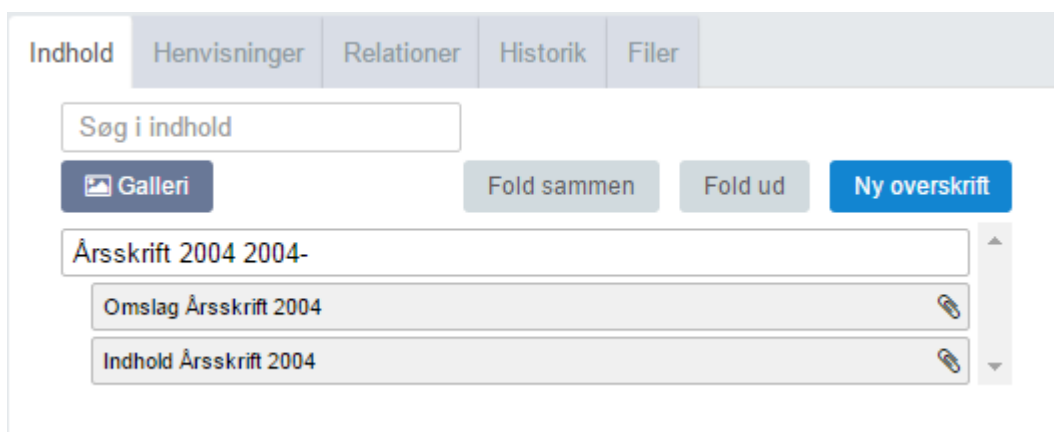 Indhold Henvisninger Relationer Historik Filer
Søg i indhold
Galleri Fold sammen Fold ud Ny overskrift
Årsskrift 2004 2004-
Omslag Årsskrift 2004
Indhold Årsskrift 2004